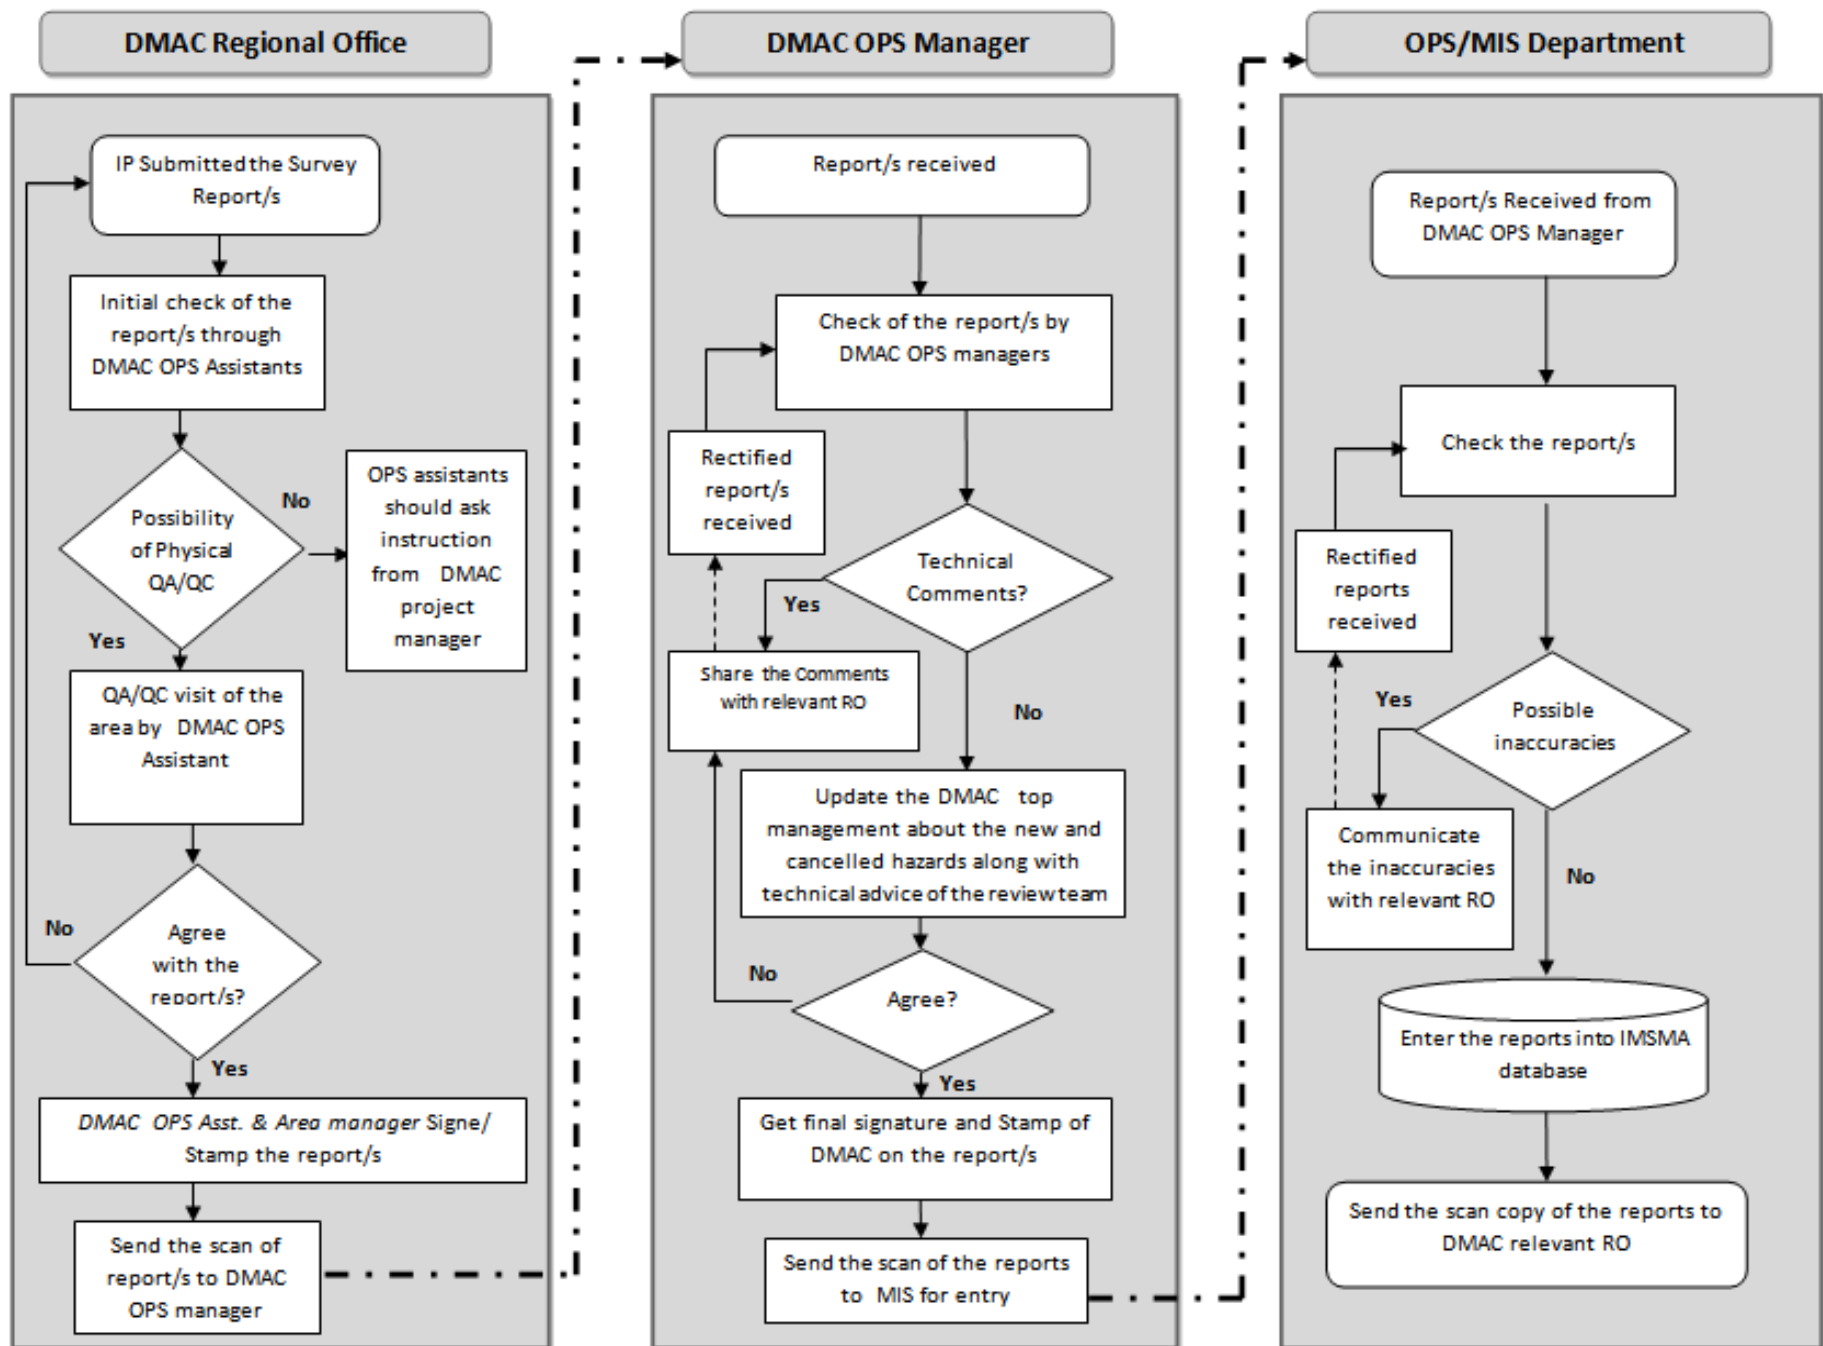 DMAC Regional Office
IP Submitted the Survey
Report/s
Initial check of the
report/s through
DMAC OPS Assistants
Possibility
of Physical
QA/QC
No
OPS assistants
should ask
instruction
from DMAC
project
manager
Yes
QA/QC visit of the
area by DMAC OPS
Assistant
No
Agree
with the
report/s?
Yes
DMAC OPS Asst. & Area manager Signe/
Stamp the report/s
Send the scan of
report/s to DMAC
OPS manager
DMAC OPS Manager
Report/s received
Check of the report/s by
DMAC OPS managers
Rectified
report/s
received
Technical
Comments?
Yes
Share the Comments
with relevant RO
No
Update the DMAC top
management about the new and
cancelled hazards along with
technical advice of the review team
No
Agree?
Yes
Get final signature and Stamp of
DMAC on the report/s
Send the scan of the reports
to MIS for entry
OPS/MIS Department
Report/s Received from
DMAC OPS Manager
Check the report/s
Rectified
reports
received
Yes
Possible
inaccuracies
Communicate
the inaccuracies
with relevant RO
No
Enter the reports into IMSMA
database
Send the scan copy of the reports to
DMAC relevant RO